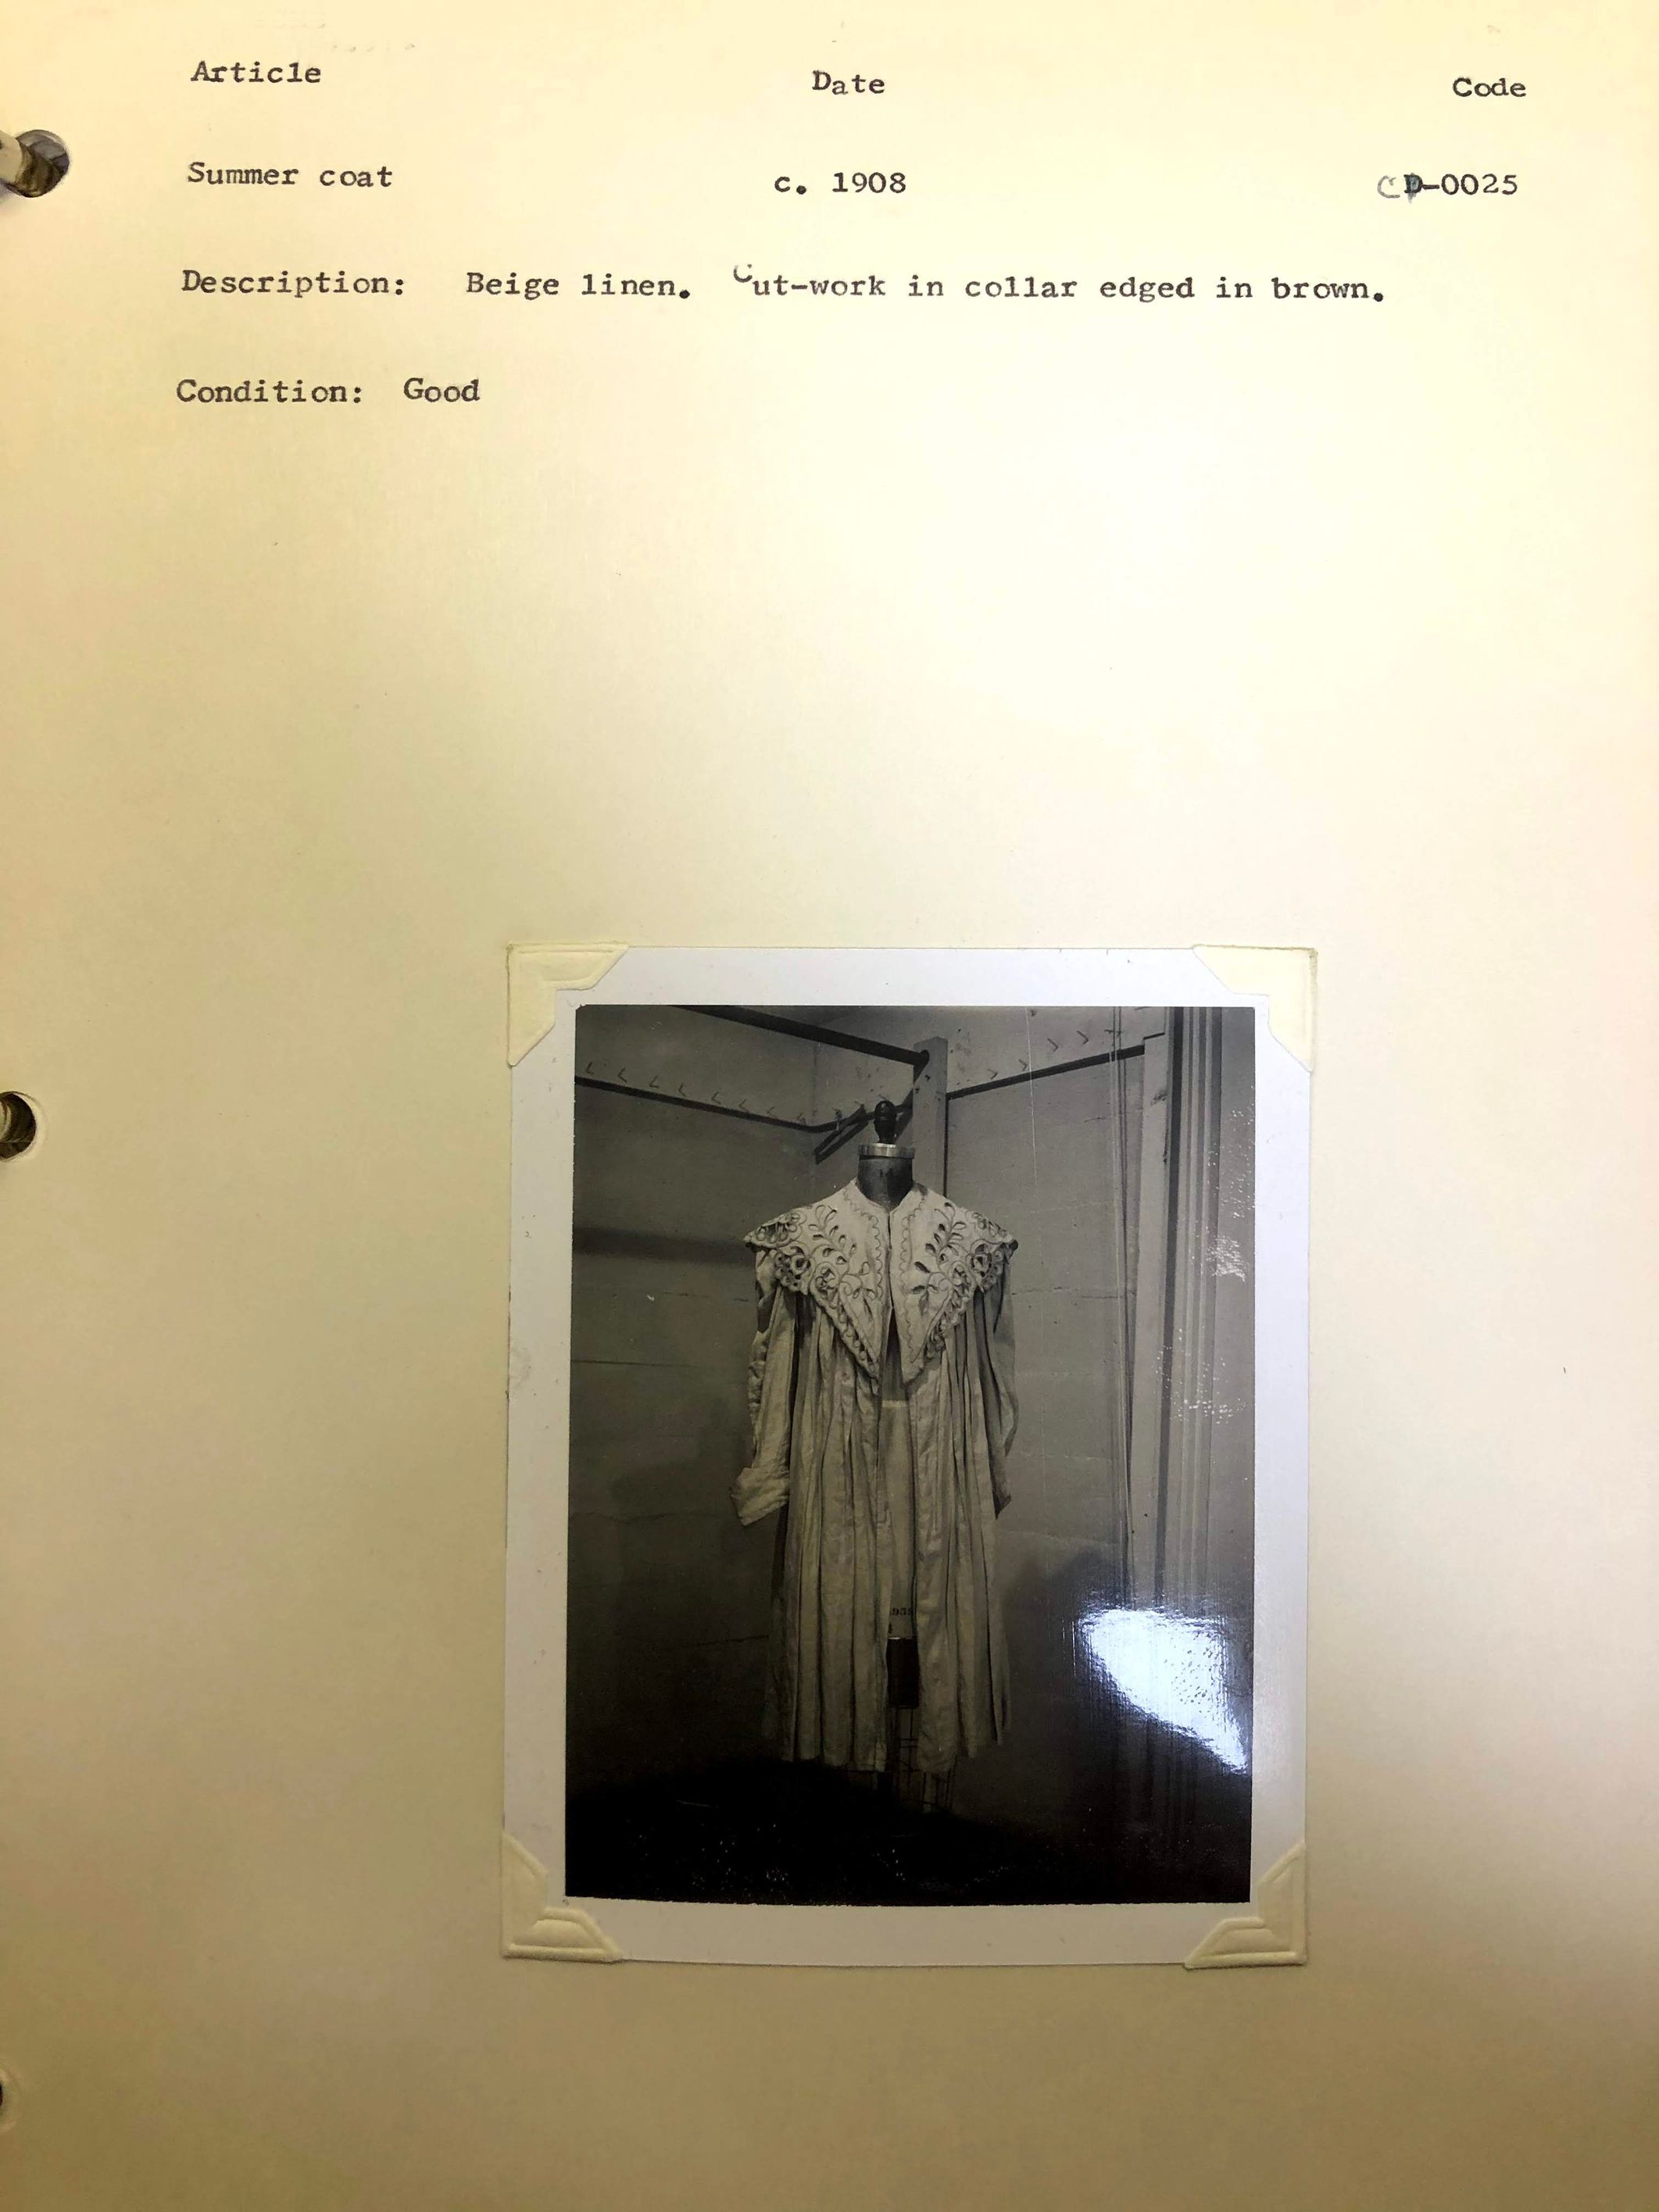 Article Date Code
Summer coat c. 1908 CD-0025
Description: Beige linen. Cut-work in collar edged in brown.
Condition: Good